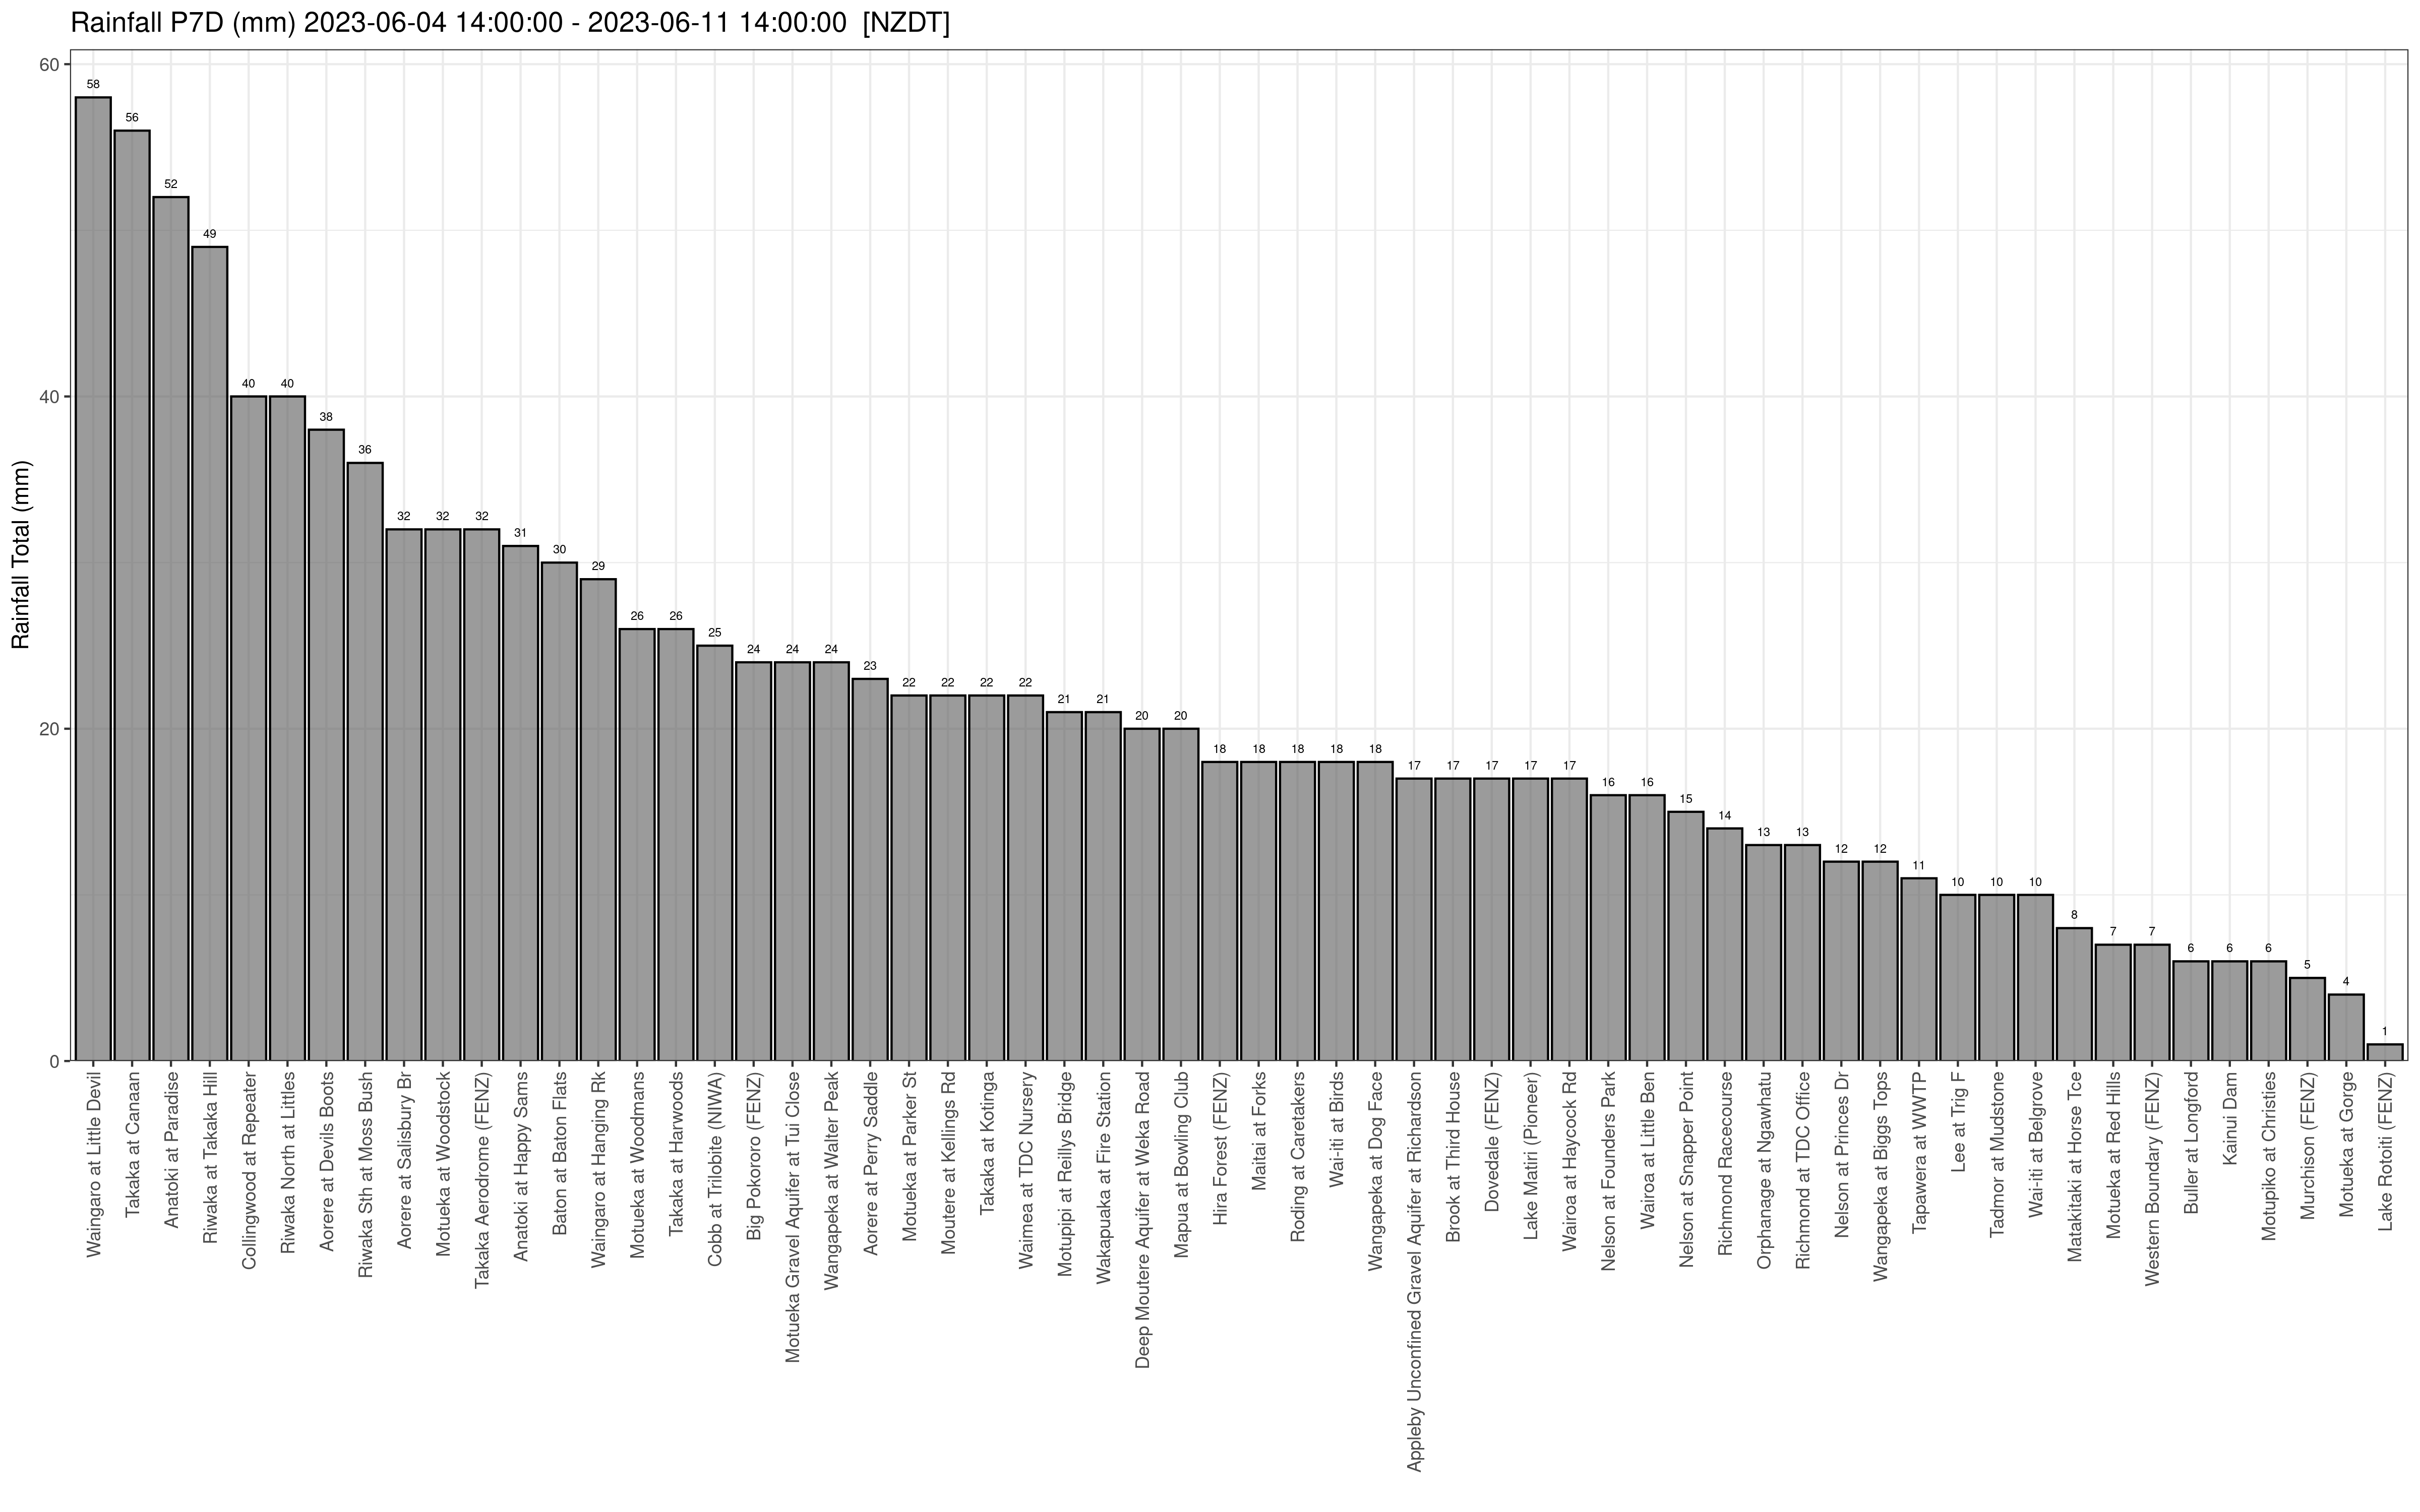 Rainfall P7D (mm) 2023-06-04 14:00:00 - 2023-06-11 14:00:00 [NZDT]
Rainfall Total (mm)
60
40
20
0
58
56
52
49
40
40
38
36
32
32
32
31
30
29
26
26
25
24
24
24
23
22
22
22
22
21
21
20
20
18
18
18
18
18
17
17
17
17
17
16
16
15
14
13
13
12
12
11
10
10
10
8
7
7
6
6
6
5
4
1
Waingaro at Little Devil
Takaka at Canaan
Anatoki at Paradise
Riwaka at Takaka Hill
Collingwood at Repeater
Riwaka North at Littles
Aorere at Devils Boots
Riwaka Sth at Moss Bush
Aorere at Salisbury Br
Motueka at Woodstock
Takaka Aerodrome (FENZ)
Anatoki at Happy Sams
Baton at Baton Flats
Waingaro at Hanging Rk
Motueka at Woodmans
Takaka at Harwoods
Cobb at Trilobite (NIWA)
Big Pokororo (FENZ)
Motueka Gravel Aquifer at Tui Close
Wangapeka at Walter Peak
Aorere at Perry Saddle
Motueka at Parker St
Moutere at Kellings Rd
Takaka at Kotinga
Waimea at TDC Nursery
Motupipi at Reillys Bridge
Wakapuaka at Fire Station
Deep Moutere Aquifer at Weka Road
Mapua at Bowling Club
Hira Forest (FENZ)
Maitai at Forks
Roding at Caretakers
Wai-iti at Birds
Wangapeka at Dog Face
Appleby Unconfined Gravel Aquifer at Richardson
Brook at Third House
Dovedale (FENZ)
Lake Matiri (Pioneer)
Wairoa at Haycock Rd
Nelson at Founders Park
Wairoa at Little Ben
Nelson at Snapper Point
Richmond Racecourse
Orphanage at Ngawhatu
Richmond at TDC Office
Nelson at Princes Dr
Wangapeka at Biggs Tops
Tapawera at WWTP
Lee at Trig F
Tadmor at Mudstone
Wai-iti at Belgrove
Matakitaki at Horse Tce
Motueka at Red Hills
Western Boundary (FENZ)
Buller at Longford
Kainui Dam
Motupiko at Christies
Murchison (FENZ)
Motueka at Gorge
Lake Rotoiti (FENZ)